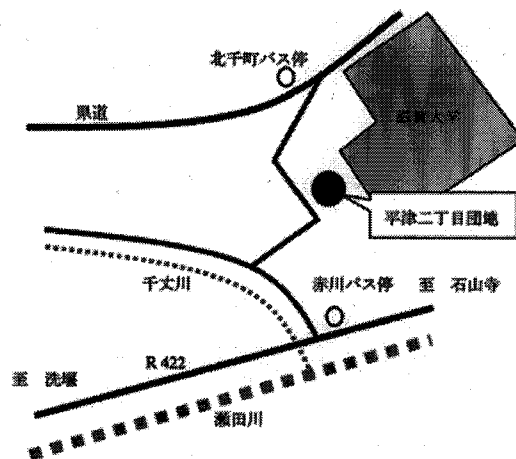 北千町バス停
県道
滋賀大学
平津二丁目団地
千丈川
赤川バス停　至　石山寺
R 422
至　洗堰
瀬田川